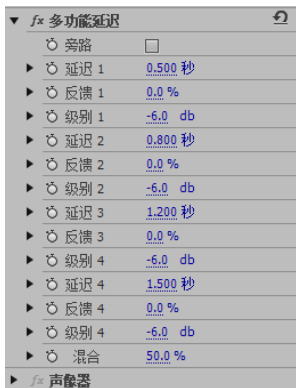 fx 多功能延迟
旁路
延迟 1 0.500 秒
反馈 1 0.0 %
级别 1 -6.0 db
延迟 2 0.800 秒
反馈 2 0.0 %
级别 2 -6.0 db
延迟 3 1.200 秒
反馈 3 0.0 %
级别 4 -6.0 db
延迟 4 1.500 秒
反馈 4 0.0 %
级别 4 -6.0 db
混合 50.0 %
fx 声像器